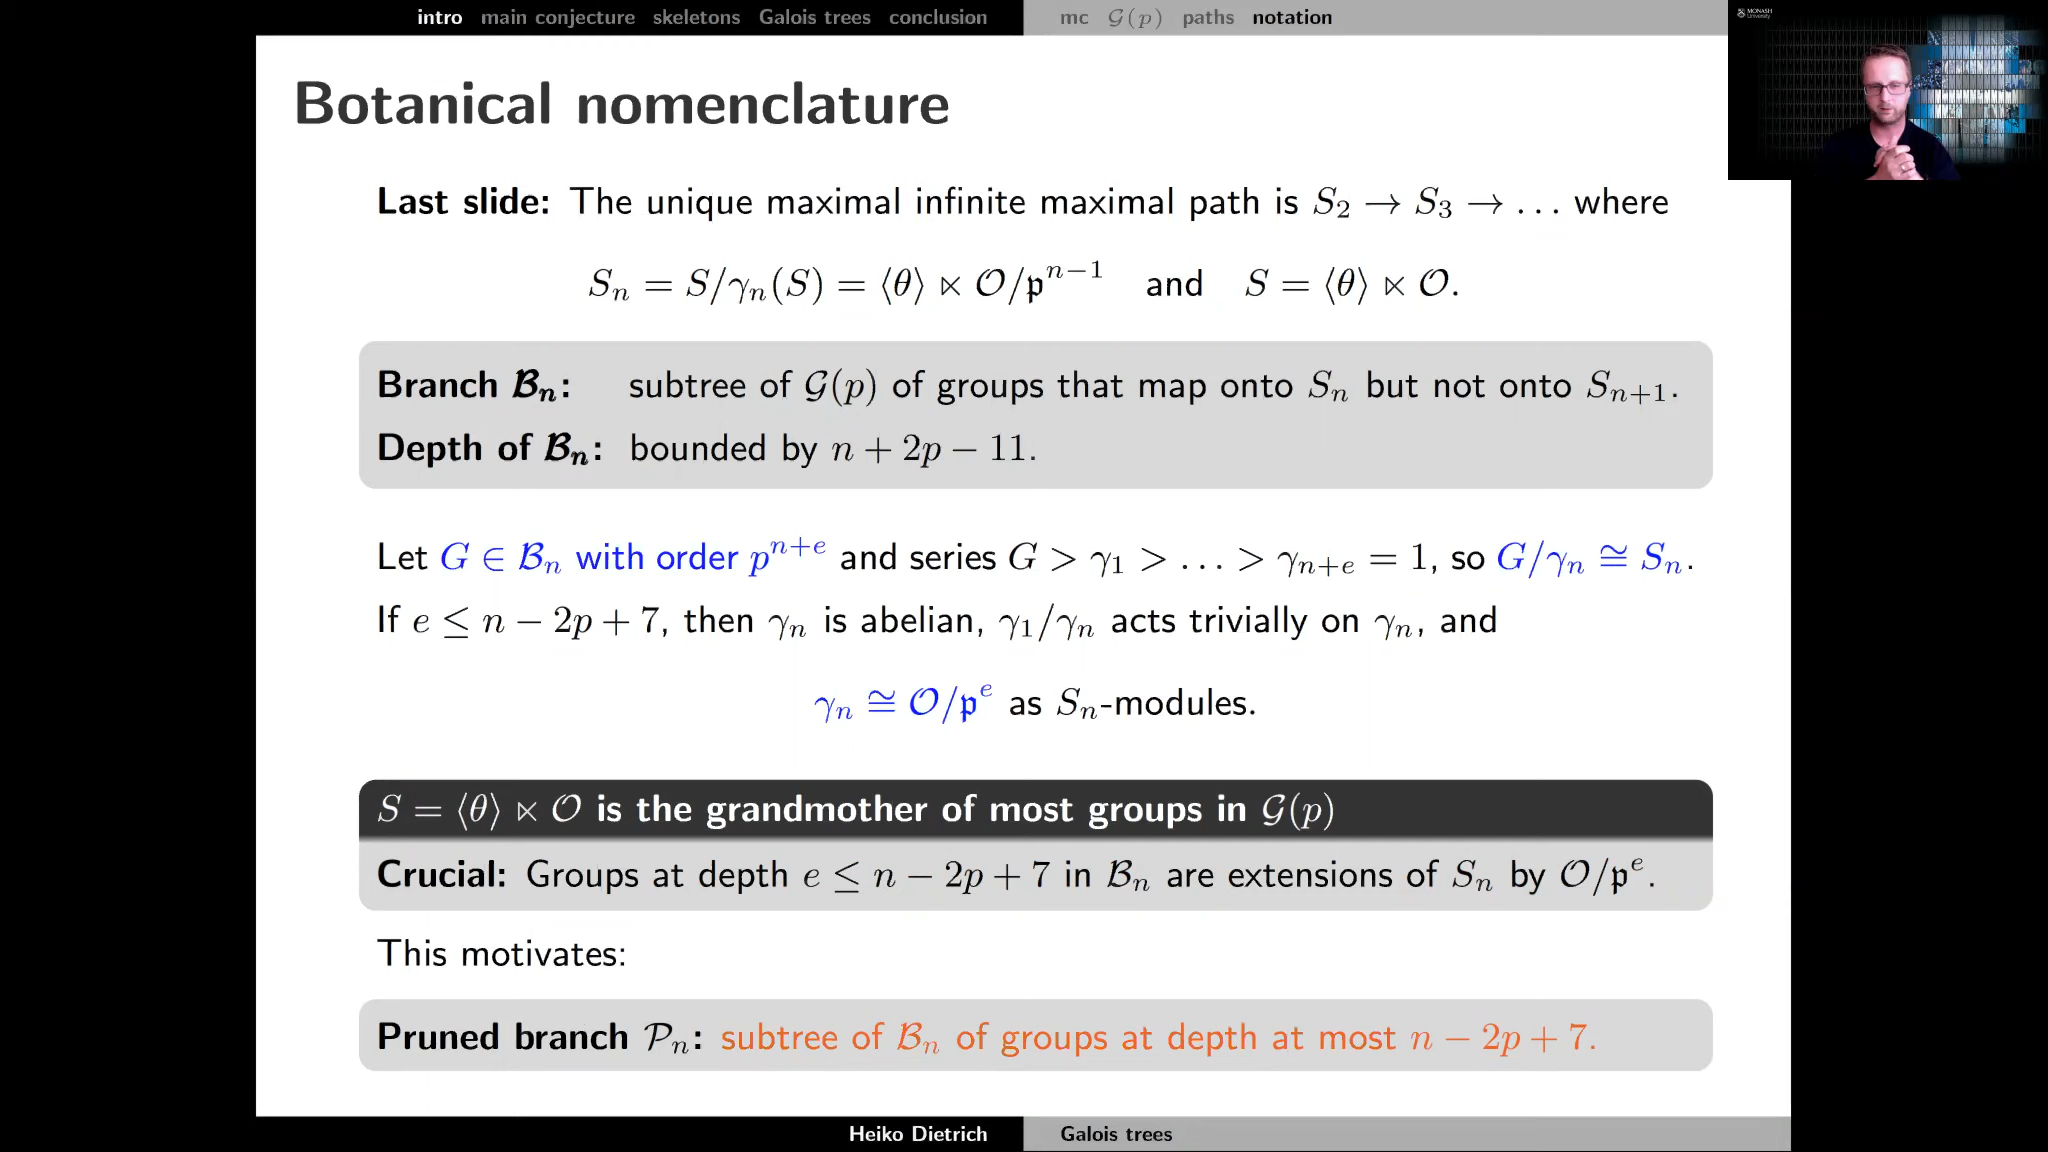 intro main conjecture skeletons Galois trees conclusion mc 𝒢(p) paths notation
MONASH
University
Botanical nomenclature
Last slide: The unique maximal infinite maximal path is S₂ → S₃ → ... where
Sₙ = S/γₙ(S) = ⟨θ⟩ ⋉ 𝒪/𝔭ⁿ⁻¹ and S = ⟨θ⟩ ⋉ 𝒪.
Branch ℬₙ: subtree of 𝒢(p) of groups that map onto Sₙ but not onto Sₙ₊₁.
Depth of ℬₙ: bounded by n + 2p − 11.
Let G ∈ ℬₙ with order pⁿ⁺ᵉ and series G > γ₁ > ... > γₙ₊ₑ = 1, so G/γₙ ≅ Sₙ.
If e ≤ n − 2p + 7, then γₙ is abelian, γ₁/γₙ acts trivially on γₙ, and
γₙ ≅ 𝒪/𝔭ᵉ as Sₙ-modules.
S = ⟨θ⟩ ⋉ 𝒪 is the grandmother of most groups in 𝒢(p)
Crucial: Groups at depth e ≤ n − 2p + 7 in ℬₙ are extensions of Sₙ by 𝒪/𝔭ᵉ.
This motivates:
Pruned branch 𝒫ₙ: subtree of ℬₙ of groups at depth at most n − 2p + 7.
Heiko Dietrich Galois trees